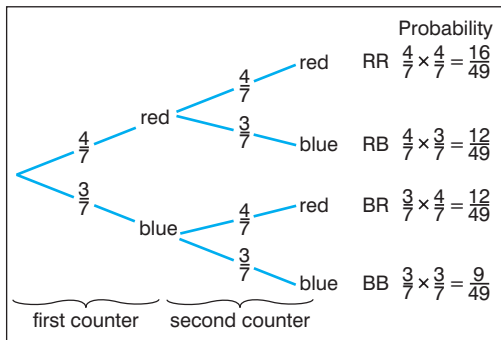 Probability
red RR 4/7 × 4/7 = 16/49
4/7
red
4/7
3/7
blue RB 4/7 × 3/7 = 12/49
3/7
red BR 3/7 × 4/7 = 12/49
4/7
blue
3/7
blue BB 3/7 × 3/7 = 9/49
first counter second counter